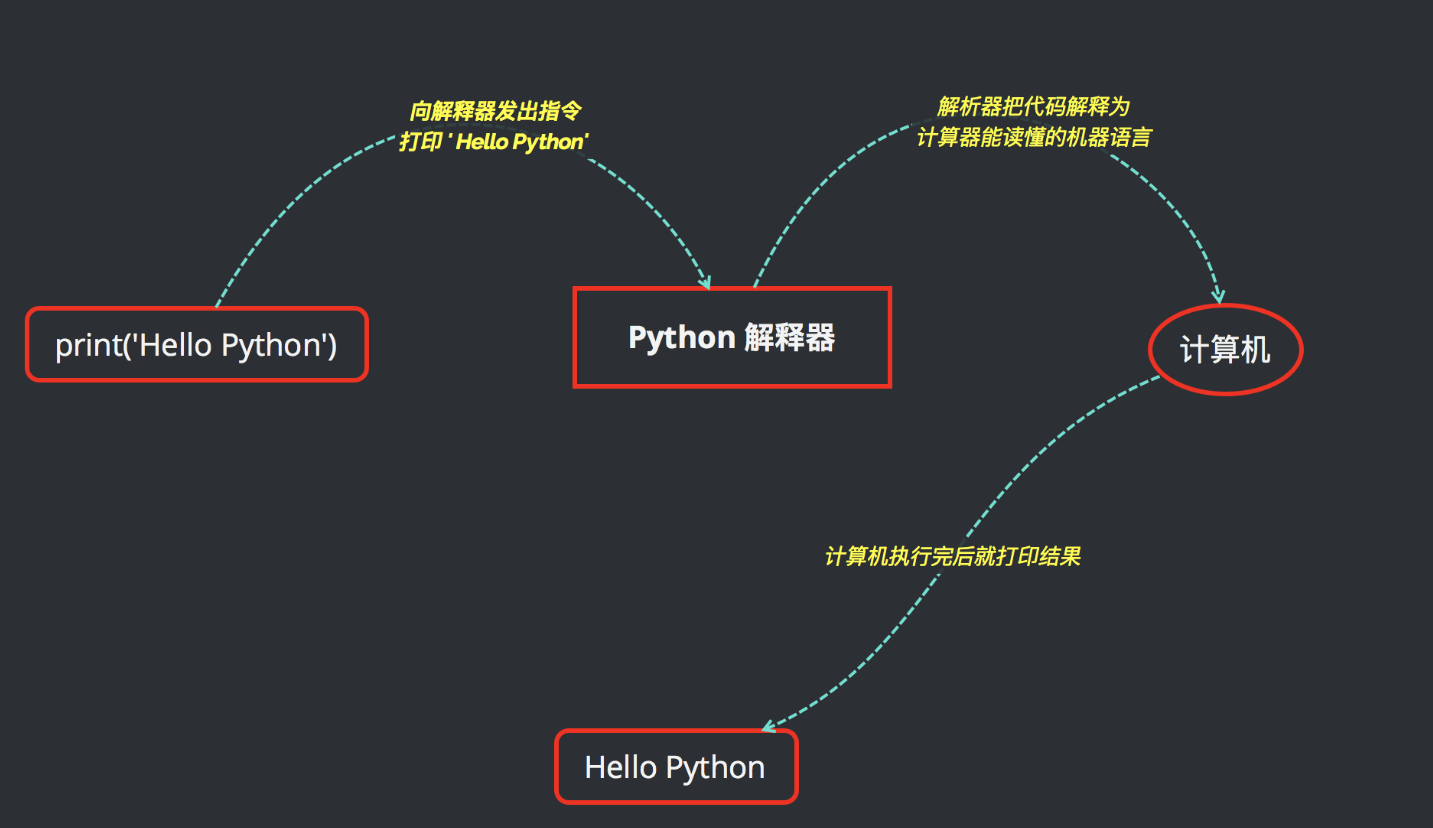 向解释器发出指令
打印 ' Hello Python'
解析器把代码解释为
计算器能读懂的机器语言
print('Hello Python')
Python 解释器
计算机
计算机执行完后就打印结果
Hello Python